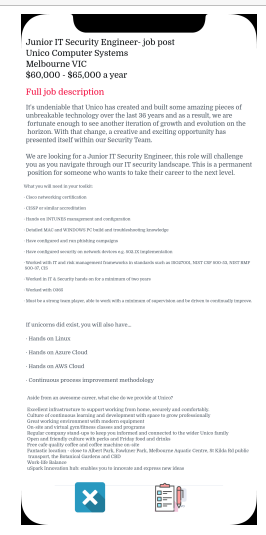 Junior IT Security Engineer- job post
Unico Computer Systems
Melbourne VIC
$60,000 - $65,000 a year
Full job description
It's undeniable that Unico has created and built some amazing pieces of
unbreakable technology over the last 36 years and as a result, we are
fortunate enough to see another iteration of growth and evolution on the
horizon. With that change, a creative and exciting opportunity has
presented itself within our Security Team.
We are looking for a Junior IT Security Engineer, this role will challenge
you as you navigate through our IT security landscape. This is a permanent
position for someone who wants to take their career to the next level.
What you will need in your toolkit:
· Cisco networking certification
· CISSP or similar accreditation
· Hands on INTUNES management and configuration
· Detailed MAC and WINDOWS PC build and troubleshooting knowledge
· Have configured and run phishing campaigns
· Have configured security on network devices e.g. 802.1X implementation
· Worked with IT and risk management frameworks in standards such as ISO27001, NIST CSF 800-53, NIST RMF
800-37, CIS
· Worked in IT & Security hands on for a minimum of two years
· Worked with O365
· Must be a strong team player, able to work with a minimum of supervision and be driven to continually improve.
If unicorns did exist, you will also have...
· Hands on Linux
· Hands on Azure Cloud
· Hands on AWS Cloud
· Continuous process improvement methodology
Aside from an awesome career, what else do we provide at Unico?
Excellent infrastructure to support working from home, securely and comfortably.
Culture of continuous learning and development with space to grow professionally
Great working environment with modern equipment
On-site and virtual gym/fitness classes and programs
Regular company stand-ups to keep you informed and connected to the wider Unico family
Open and friendly culture with perks and Friday food and drinks
Free cafe quality coffee and coffee machine on-site
Fantastic location - close to Albert Park, Fawkner Park, Melbourne Aquatic Centre, St Kilda Rd public
transport, the Botanical Gardens and CBD
Work-life Balance
Innovation hub: enables you to innovate and express new ideas